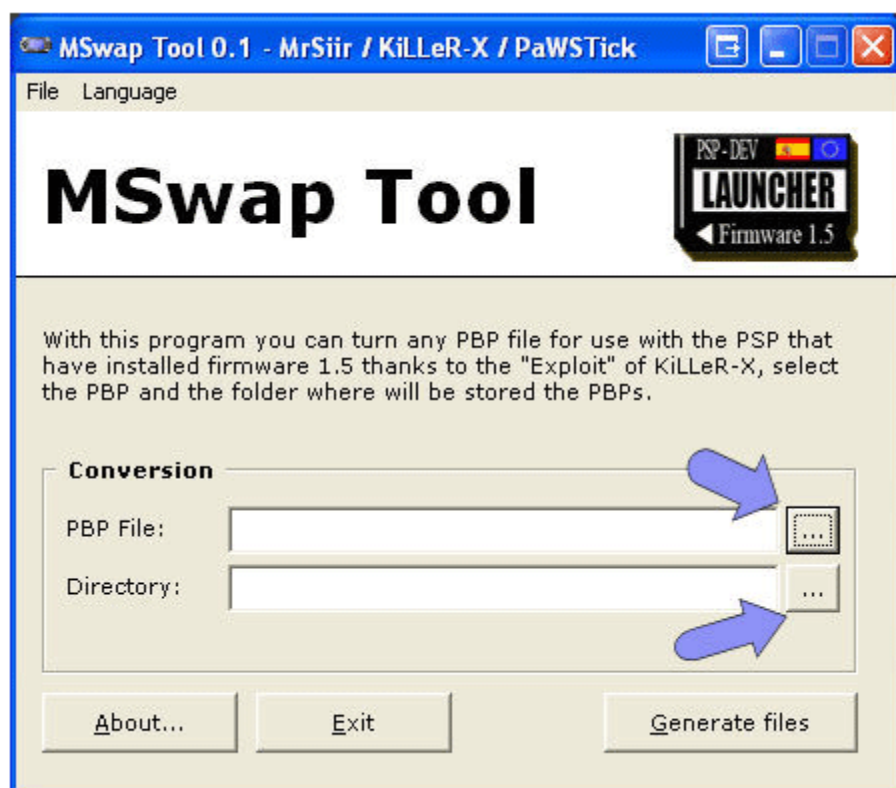 MSwap Tool 0.1 - MrSiir / KiLLeR-X / PaWSTick
File Language
MSwap Tool
PSP-DEV
LAUNCHER
Firmware 1.5
With this program you can turn any PBP file for use with the PSP that
have installed firmware 1.5 thanks to the "Exploit" of KiLLeR-X, select
the PBP and the folder where will be stored the PBPs.
Conversion
PBP File:
...
Directory:
...
About...
Exit
Generate files